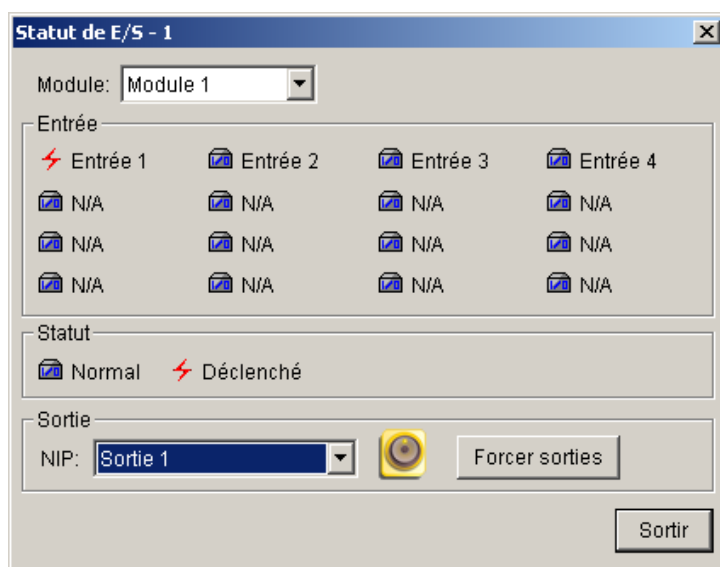 Statut de E/S - 1
Module: Module 1
Entrée
Entrée 1 Entrée 2 Entrée 3 Entrée 4
N/A N/A N/A N/A
N/A N/A N/A N/A
N/A N/A N/A N/A
Statut
Normal Déclenché
Sortie
NIP: Sortie 1 Forcer sorties
Sortir